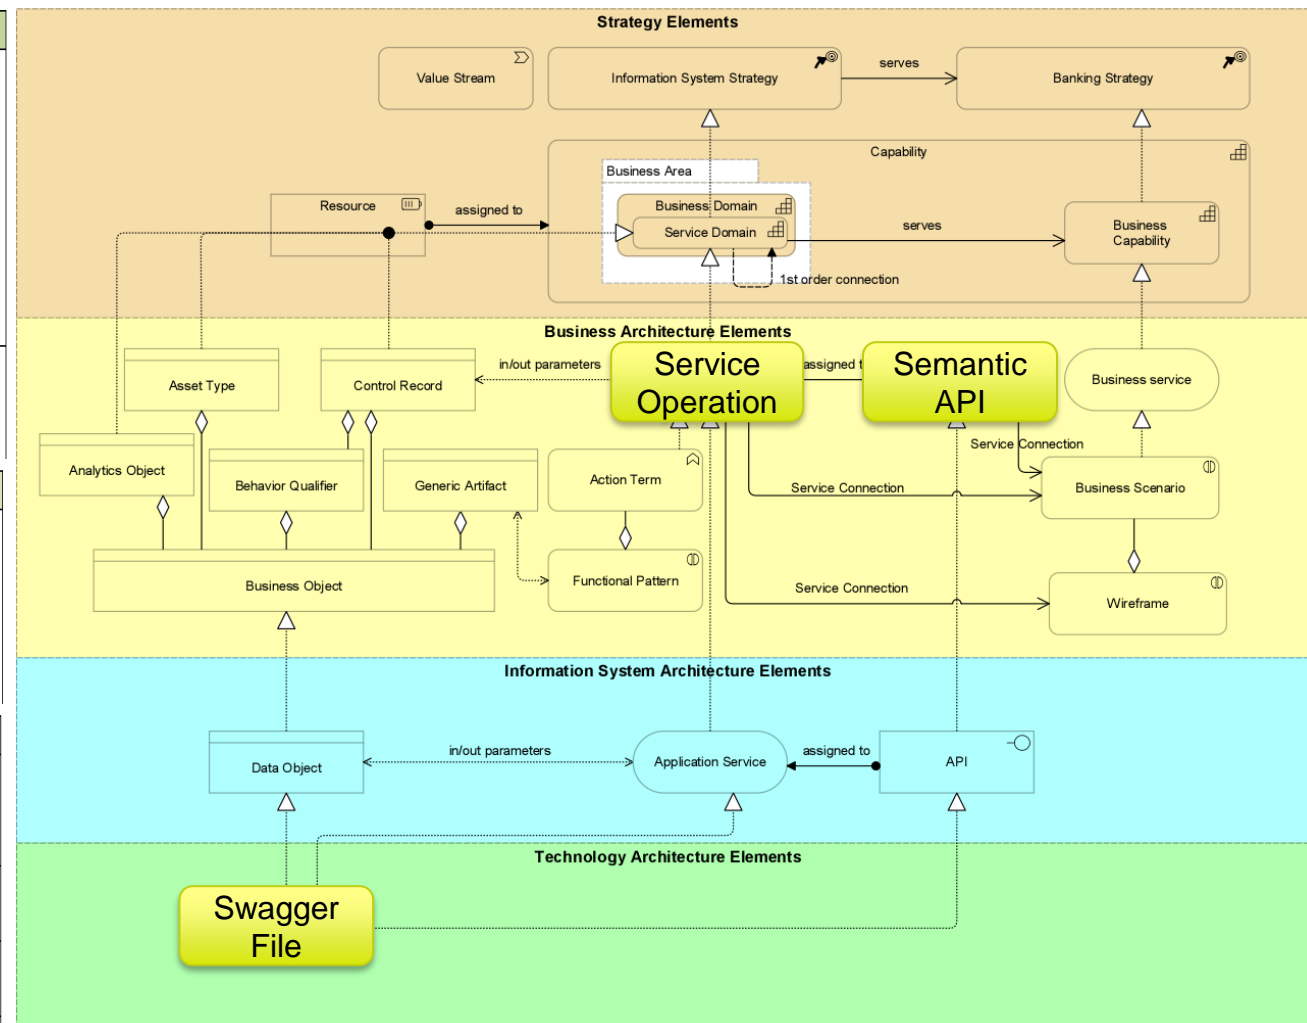 Strategy Elements
Value Stream
Information System Strategy
serves
Banking Strategy
Capability
Business Area
Resource
assigned to
Business Domain
Service Domain
serves
Business
Capability
1st order connection
Business Architecture Elements
in/out parameters
Service
Operation
assigned t
Semantic
API
Asset Type
Control Record
Business service
Service Connection
Analytics Object
Behavior Qualifier
Generic Artifact
Action Term
Service Connection
Business Scenario
Business Object
Functional Pattern
Service Connection
Wireframe
Information System Architecture Elements
in/out parameters
assigned to
Data Object
Application Service
API
Technology Architecture Elements
Swagger
File